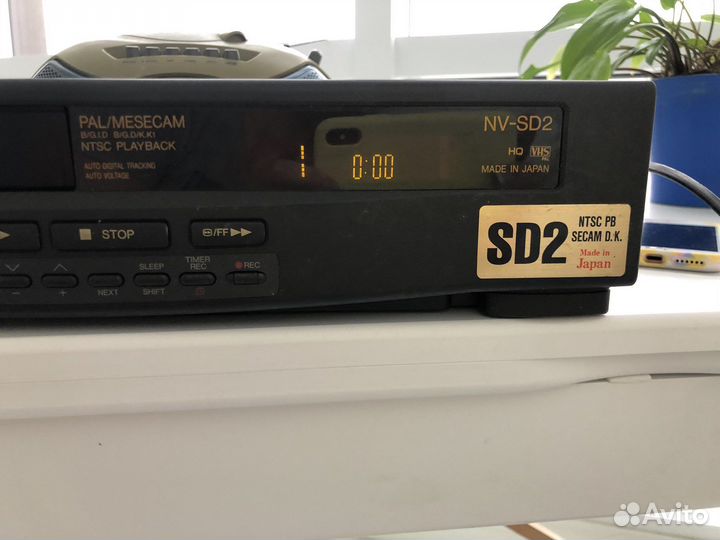 PAL/MESECAM
B/G.I.D B/G.D/K.K1
NTSC PLAYBACK
AUTO DIGITAL TRACKING
AUTO VOLTAGE
1 0:00
NV-SD2
HQ VHS
PAL
MADE IN JAPAN
STOP
/FF
NEXT
SLEEP
SHIFT
TIMER
REC
REC
SD2
NTSC PB
SECAM D.K.
Made in
Japan
Avito